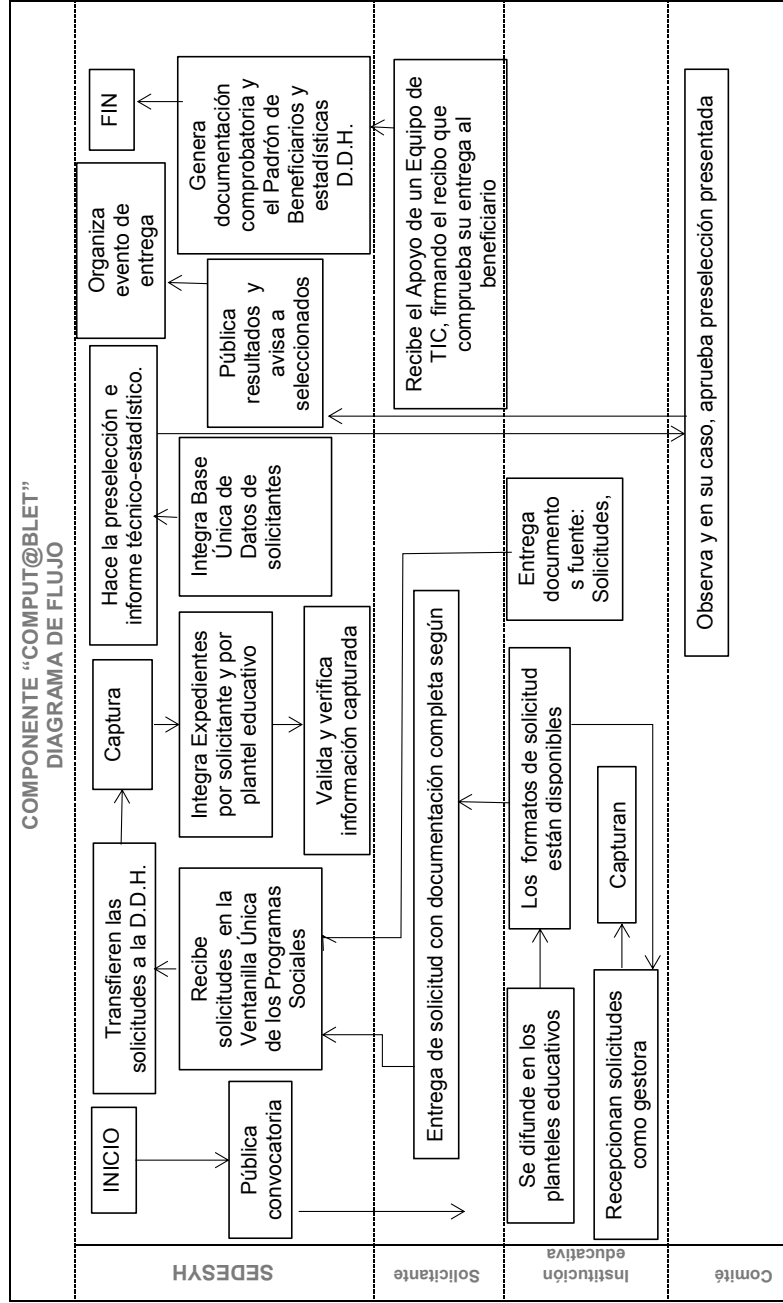 COMPONENTE “COMPUT@BLET”
DIAGRAMA DE FLUJO
SEDESYH
INICIO
Pública
convocatoria
Transfieren las
solicitudes a la D.D.H.
Recibe
solicitudes en la
Ventanilla Única
de los Programas
Sociales
Captura
Integra Expedientes
por solicitante y por
plantel educativo
Valida y verifica
información capturada
Hace la preselección e
informe técnico-estadístico.
Integra Base
Única de
Datos de
solicitantes
Organiza
evento de
entrega
Pública
resultados y
avisa a
seleccionados
FIN
Genera
documentación
comprobatoria y
el Padrón de
Beneficiarios y
estadísticas
D.D.H.
Solicitante
Entrega de solicitud con documentación completa según
Recibe el Apoyo de un Equipo de
TIC, firmando el recibo que
comprueba su entrega al
beneficiario
Institución
educativa
Se difunde en los
planteles educativos
Recepcionan solicitudes
como gestora
Los formatos de solicitud
están disponibles
Capturan
Entrega
documento
s fuente:
Solicitudes,
Comité
Observa y en su caso, aprueba preselección presentada